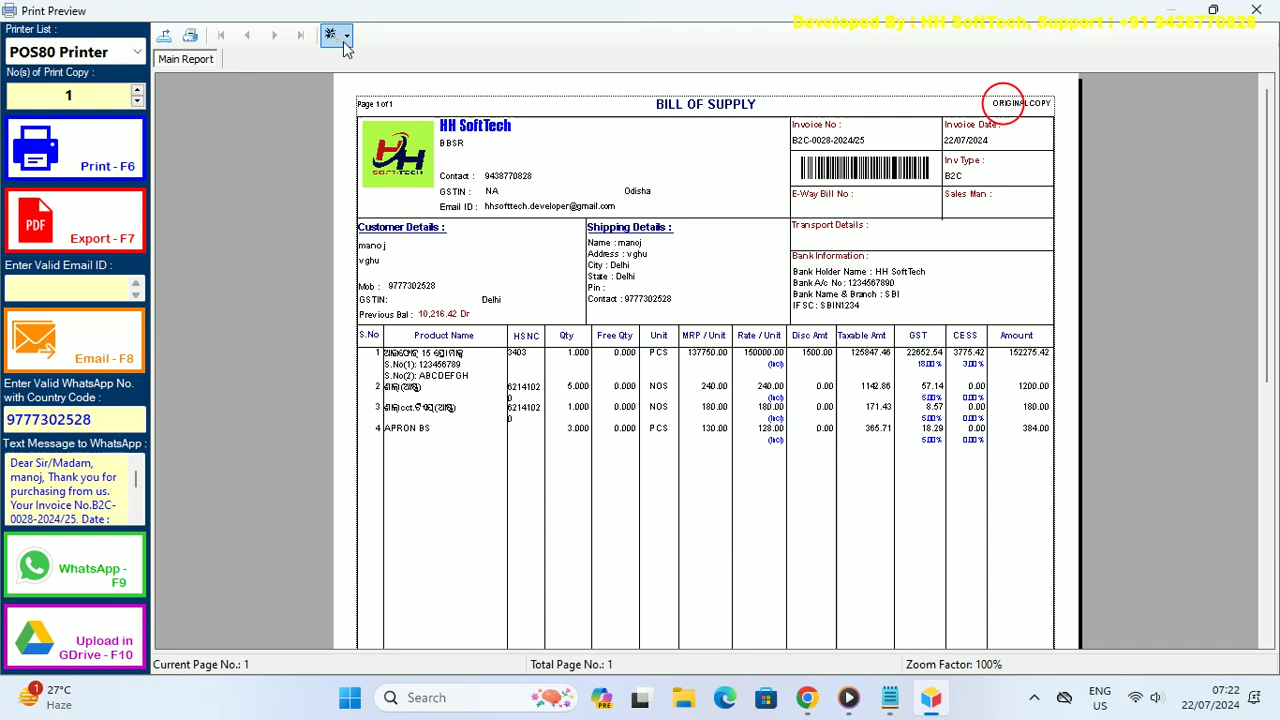 Print Preview
Developed By : HH SoftTech, Support : +91 9438770828
Printer List :
POS80 Printer
No(s) of Print Copy :
1
Print - F6
PDF
Export - F7
Enter Valid Email ID :
Email - F8
Enter Valid WhatsApp No.
with Country Code :
9777302528
Text Message to WhatsApp :
Dear Sir/Madam,
manoj, Thank you for
purchasing from us.
Your Invoice No.B2C-
0028-2024/25. Date :
WhatsApp -
F9
Upload in
GDrive - F10
Main Report
Page 1 of 1
BILL OF SUPPLY
ORIGINAL COPY
HH
SOFT-TECH
HH SoftTech
BBSR
Contact : 9438770828
GSTIN : NA Odisha
Email ID : hhsofttech.developer@gmail.com
Invoice No :
B2C-0028-2024/25
Invoice Date :
22/07/2024
Inv Type :
B2C
E-Way Bill No :
Sales Man :
Customer Details :
manoj
vghu
Mob : 9777302528
GSTIN: Delhi
Previous Bal : 10,216.42 Dr
Shipping Details :
Name : manoj
Address : vghu
City : Delhi
State : Delhi
Pin :
Contact : 9777302528
Transport Details :
Bank Information :
Bank Holder Name : HH SoftTech
Bank A/c No : 1234567890
Bank Name & Branch : SBI
IFSC : SBIN1234
S.No Product Name HSNC Qty Free Qty Unit MRP / Unit Rate / Unit Disc Amt Taxable Amt GST CESS Amount
1 15 3403 1.000 0.000 PCS 137750.00 150000.00 1500.00 125847.46 22652.54 3775.42 152275.42
S.No(1) : 123456789 (Incl) 18.00 % 3.00 %
S.No(2) : ABCDEFGH
2 6214102 5.000 0.000 NOS 240.00 240.00 0.00 1142.86 57.14 0.00 1200.00
0 (Incl) 5.00 % 0.00 %
3 6214102 1.000 0.000 NOS 180.00 180.00 0.00 171.43 8.57 0.00 180.00
0 (Incl) 5.00 % 0.00 %
4 APRON BS 3.000 0.000 PCS 130.00 128.00 0.00 365.71 18.29 0.00 384.00
(Incl) 5.00 % 0.00 %
Current Page No.: 1 Total Page No.: 1 Zoom Factor: 100%
1
27°C
Haze
Search
PRE
ENG
US
07:22
22/07/2024